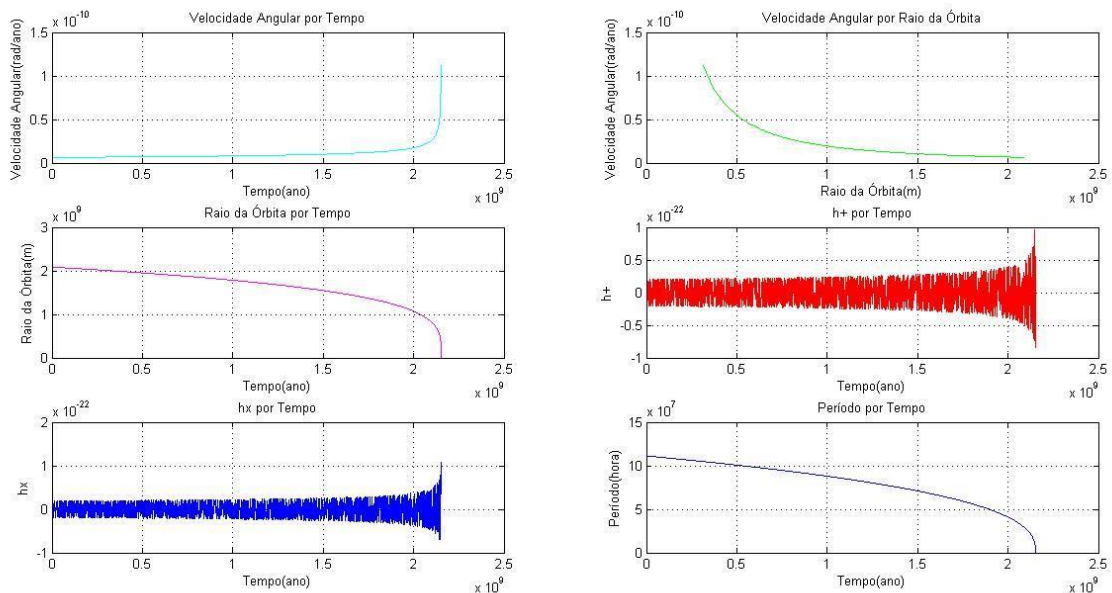 Velocidade Angular por Tempo
x 10^-10
Velocidade Angular(rad/ano)
1.5
1
0.5
0
0 0.5 1 1.5 2 2.5
Tempo(ano)
x 10^9
Velocidade Angular por Raio da Órbita
x 10^-10
Velocidade Angular(rad/ano)
1.5
1
0.5
0
0 0.5 1 1.5 2 2.5
Raio da Órbita(m)
x 10^9
Raio da Órbita por Tempo
x 10^9
Raio da Órbita(m)
3
2
1
0
0 0.5 1 1.5 2 2.5
Tempo(ano)
x 10^9
h+ por Tempo
x 10^-22
h+
1
0.5
0
-0.5
-1
0 0.5 1 1.5 2 2.5
Tempo(ano)
x 10^9
hx por Tempo
x 10^-22
hx
2
1
0
-1
0 0.5 1 1.5 2 2.5
Tempo(ano)
x 10^9
Período por Tempo
x 10^7
Período(hora)
15
10
5
0
0 0.5 1 1.5 2 2.5
Tempo(ano)
x 10^9